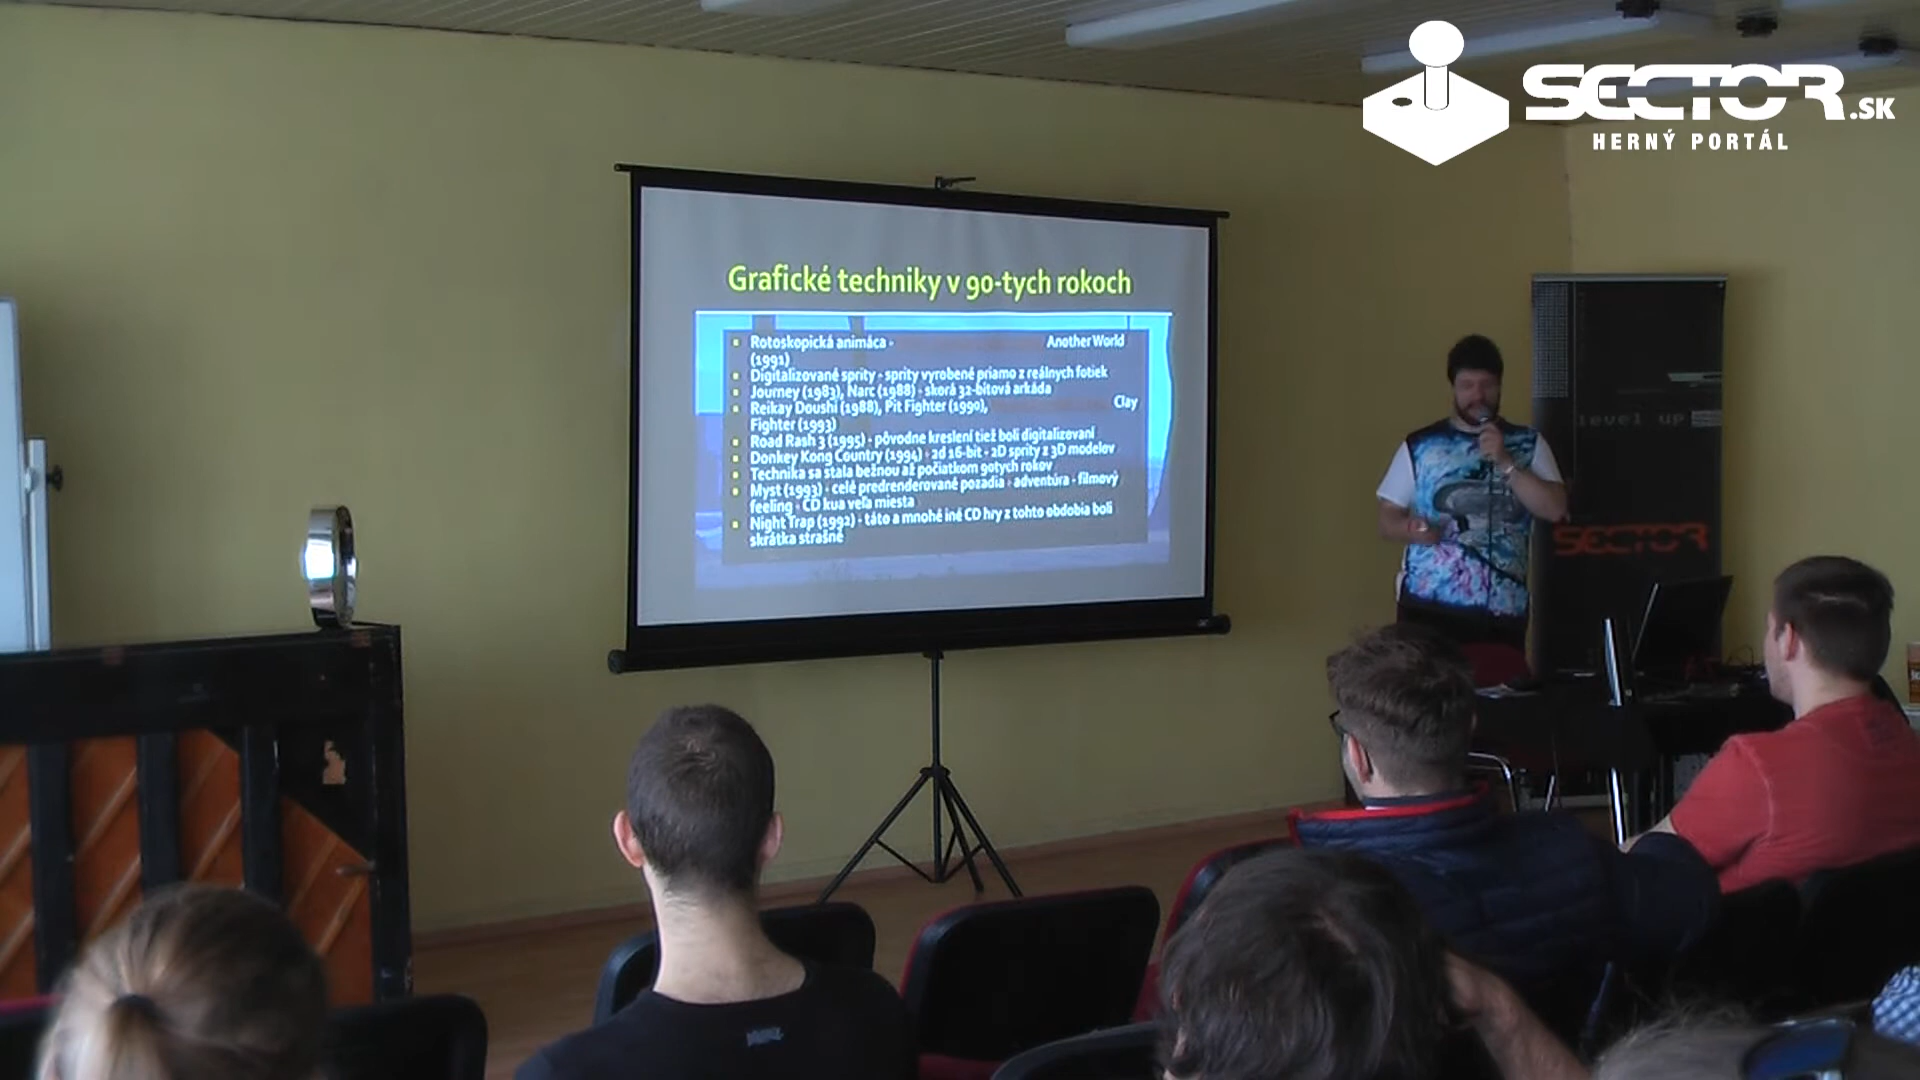 SECTOR.SK
HERNÝ PORTÁL
Grafické techniky v 90-tych rokoch
Rotoskopická animáca - Another World
(1991)
Digitalizované sprity - sprity vyrobené priamo z reálnych fotiek
Journey (1983), Narc (1988) - skorá 32-bitová arkáda
Reikay Doushi (1988), Pit Fighter (1990), Clay
Fighter (1993)
Road Rash 3 (1995) - pôvodne kreslení tiež boli digitalizovaní
Donkey Kong Country (1994) - 2d 16-bit - 2D sprity z 3D modelov
Technika sa stala bežnou až počiatkom 90tych rokov
Myst (1993) - celé predrenderované pozadia - adventúra - filmový
feeling - CD kua veľa miesta
Night Trap (1992) - táto a mnohé iné CD hry z tohto obdobia boli
skrátka strašné
level up
SECTOR